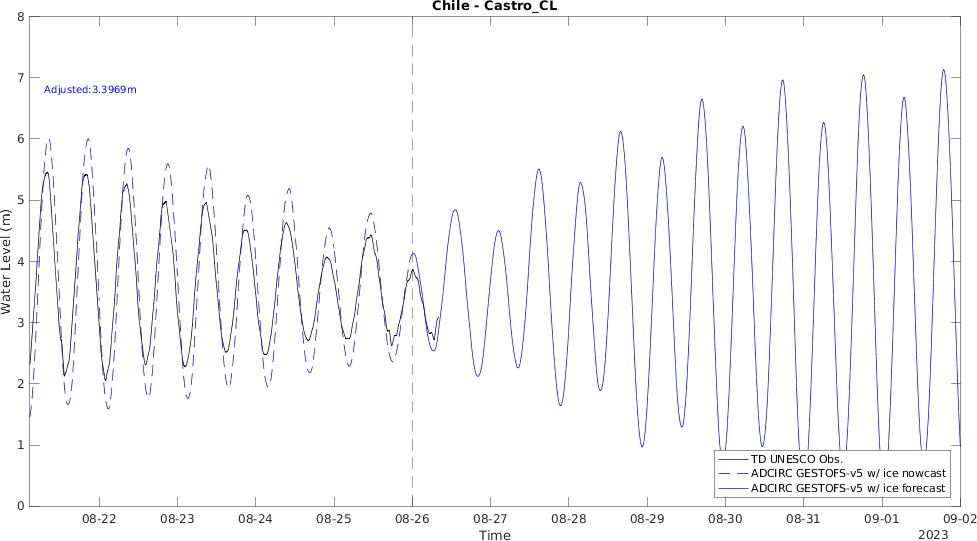 Chile - Castro_CL
8
7
6
5
4
3
2
1
0
Water Level (m)
Adjusted:3.3969m
TD UNESCO Obs.
ADCIRC GESTOFS-v5 w/ ice nowcast
ADCIRC GESTOFS-v5 w/ ice forecast
08-22 08-23 08-24 08-25 08-26 08-27 08-28 08-29 08-30 08-31 09-01 09-02
Time
2023